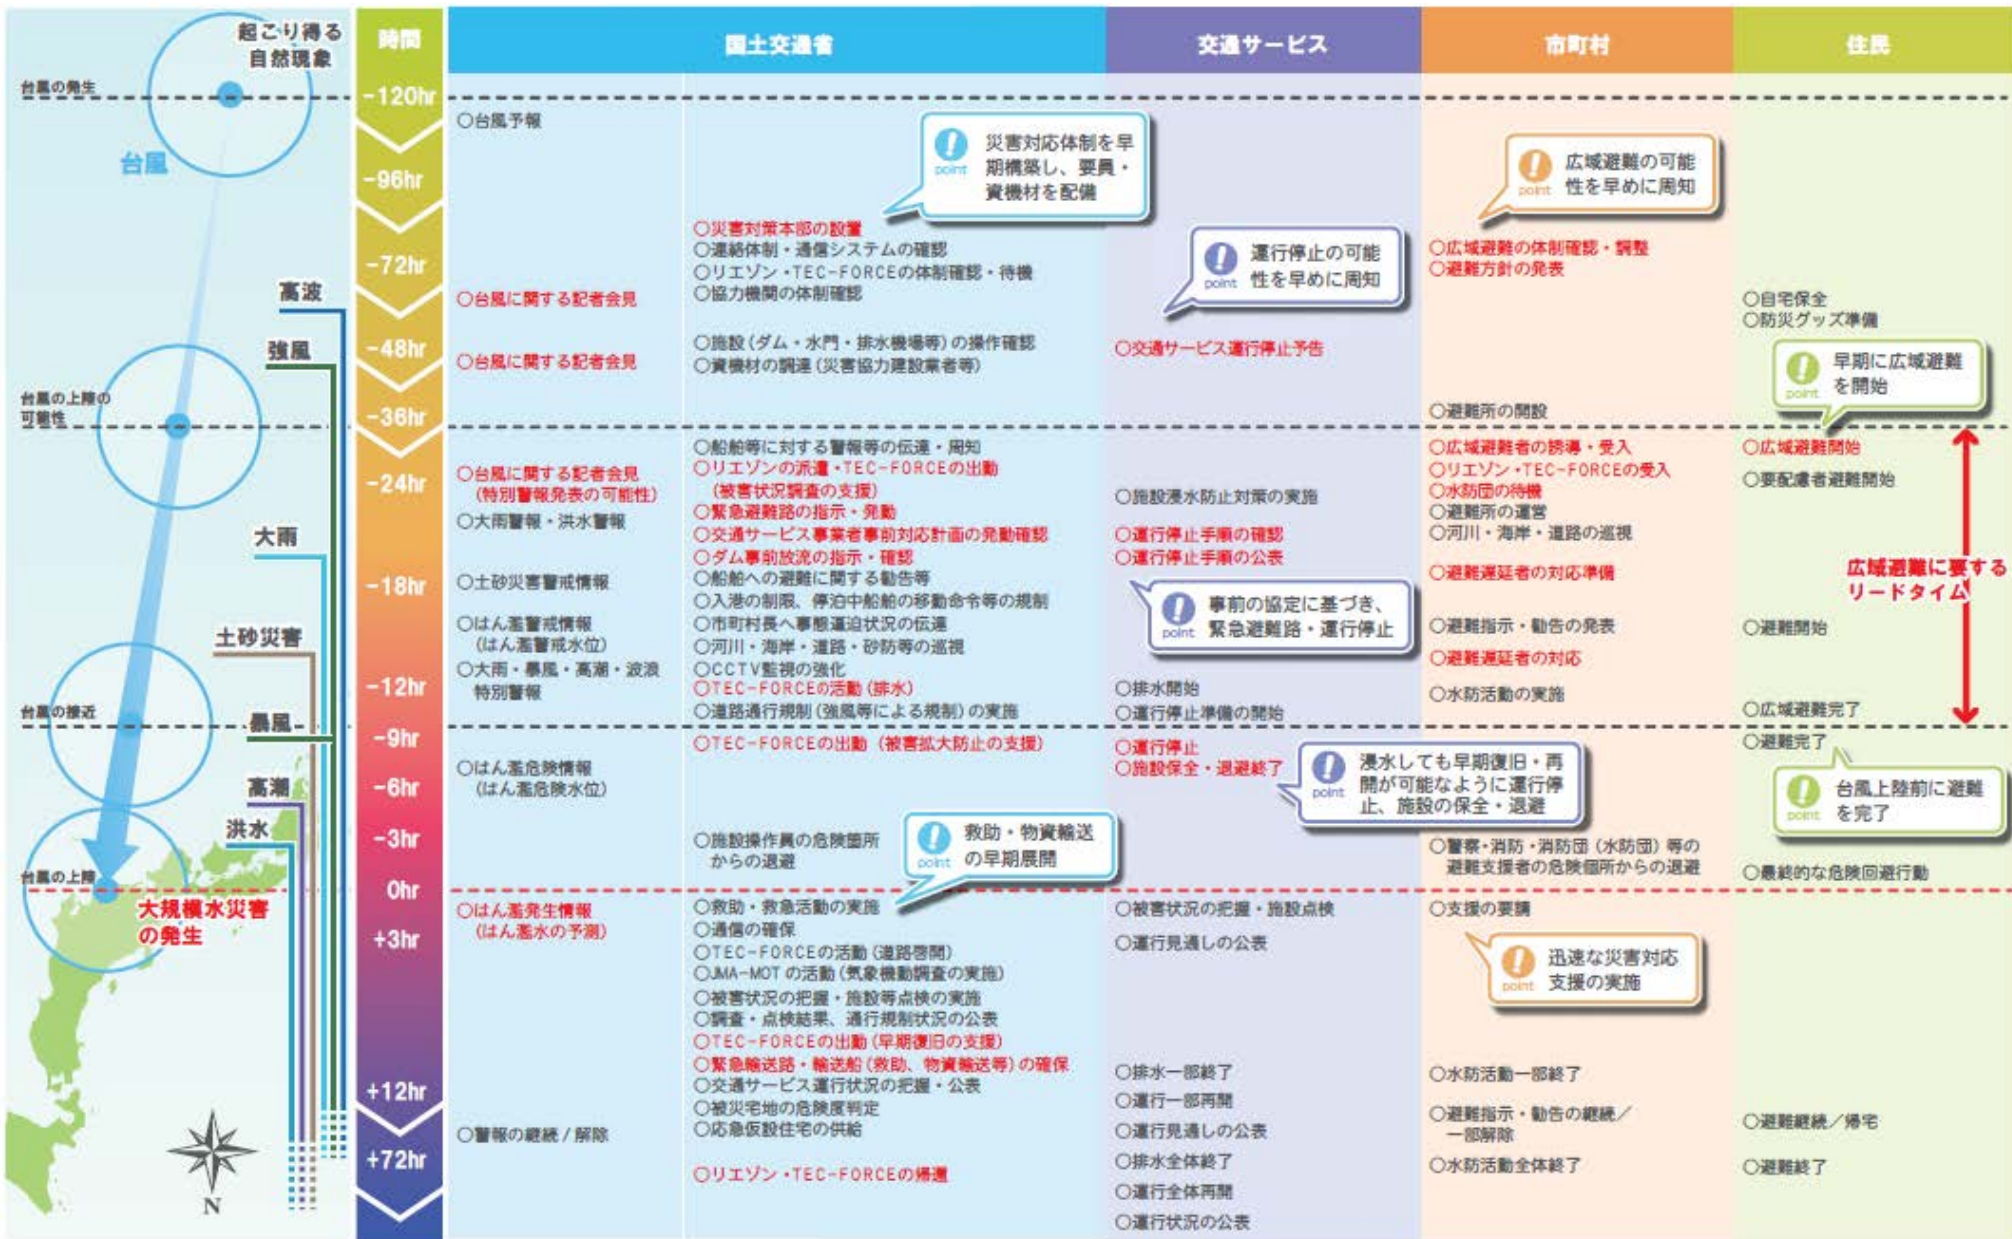 起こり得る
自然現象
時間
国土交通省
交通サービス
市町村
住民
台風の発生
台風
高波
強風
台風の上陸の
可能性
大雨
土砂災害
台風の接近
暴風
高潮
洪水
台風の上陸
大規模水災害
の発生
N
-120hr
-96hr
-72hr
-48hr
-36hr
-24hr
-18hr
-12hr
-9hr
-6hr
-3hr
0hr
+3hr
+12hr
+72hr
○台風予報
○台風に関する記者会見
○台風に関する記者会見
○台風に関する記者会見
(特別警報発表の可能性)
○大雨警報・洪水警報
○土砂災害警戒情報
○はん濫警戒情報
(はん濫警戒水位)
○大雨・暴風・高潮・波浪
特別警報
○はん濫危険情報
(はん濫危険水位)
○はん濫発生情報
(はん濫水の予測)
○警報の継続/解除
point
災害対応体制を早
期構築し、要員・
資機材を配備
○災害対策本部の設置
○連絡体制・通信システムの確認
○リエゾン・TEC-FORCEの体制確認・待機
○協力機関の体制確認
○施設(ダム・水門・排水機場等)の操作確認
○資機材の調達(災害協力建設業者等)
○船舶等に対する警報等の伝達・周知
○リエゾンの派遣・TEC-FORCEの出動
(被害状況調査の支援)
○緊急避難路の指示・発動
○交通サービス事業者事前対応計画の発動確認
○ダム事前放流の指示・確認
○船舶への避難に関する勧告等
○入港の制限、停泊中船舶の移動命令等の規制
○市町村長へ事態逼迫状況の伝達
○河川・海岸・道路・砂防等の巡視
○CCTV監視の強化
○TEC-FORCEの活動(排水)
○道路通行規制(強風等による規制)の実施
○TEC-FORCEの出動(被害拡大防止の支援)
○施設操作員の危険箇所
からの退避
point
救助・物資輸送
の早期展開
○救助・救急活動の実施
○通信の確保
○TEC-FORCEの活動(道路啓開)
○JMA-MOTの活動(気象機動調査の実施)
○被害状況の把握・施設等点検の実施
○調査・点検結果、通行規制状況の公表
○TEC-FORCEの出動(早期復旧の支援)
○緊急輸送路・輸送船(救助、物資輸送等)の確保
○交通サービス運行状況の把握・公表
○被災宅地の危険度判定
○応急仮設住宅の供給
○リエゾン・TEC-FORCEの帰還
point
運行停止の可能
性を早めに周知
○交通サービス運行停止予告
○施設浸水防止対策の実施
○運行停止手順の確認
○運行停止手順の公表
point
事前の協定に基づき、
緊急避難路・運行停止
○排水開始
○運行停止準備の開始
○運行停止
○施設保全・退避終了
point
浸水しても早期復旧・再
開が可能なように運行停
止、施設の保全・退避
○被害状況の把握・施設点検
○運行見通しの公表
○排水一部終了
○運行一部再開
○運行見通しの公表
○排水全体終了
○運行全体再開
○運行状況の公表
point
広域避難の可能
性を早めに周知
○広域避難の体制確認・調整
○避難方針の発表
○避難所の開設
○広域避難者の誘導・受入
○リエゾン・TEC-FORCEの受入
○水防団の待機
○避難所の運営
○河川・海岸・道路の巡視
○避難遅延者の対応準備
○避難指示・勧告の発表
○避難遅延者の対応
○水防活動の実施
○警察・消防・消防団(水防団)等の
避難支援者の危険個所からの退避
○支援の要請
point
迅速な災害対応
支援の実施
○水防活動一部終了
○避難指示・勧告の継続/
一部解除
○水防活動全体終了
○自宅保全
○防災グッズ準備
point
早期に広域避難
を開始
○広域避難開始
○要配慮者避難開始
広域避難に要する
リードタイム
○避難開始
○広域避難完了
○避難完了
point
台風上陸前に避難
を完了
○最終的な危険回避行動
○避難継続/帰宅
○避難終了